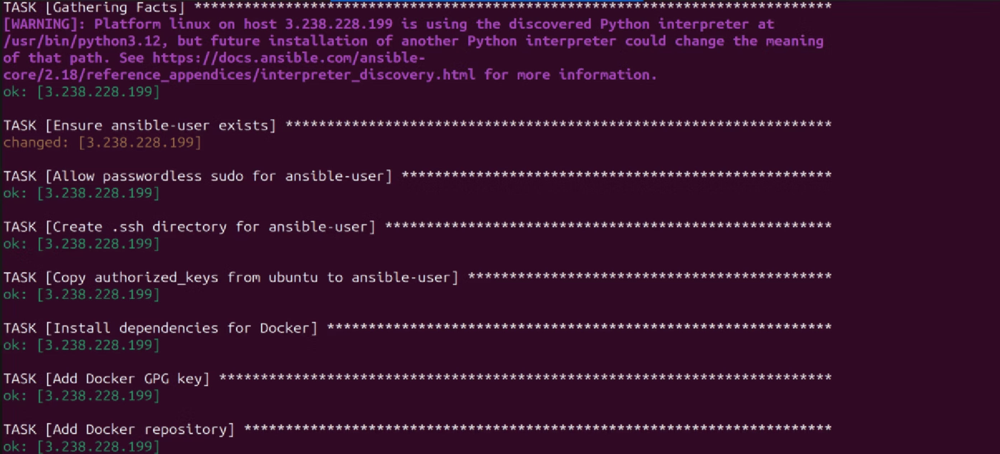 TASK [Gathering Facts] *****************************************************************************
[WARNING]: Platform linux on host 3.238.228.199 is using the discovered Python interpreter at
/usr/bin/python3.12, but future installation of another Python interpreter could change the meaning
of that path. See https://docs.ansible.com/ansible-
core/2.18/reference_appendices/interpreter_discovery.html for more information.
ok: [3.238.228.199]
TASK [Ensure ansible-user exists] ******************************************************************
changed: [3.238.228.199]
TASK [Allow passwordless sudo for ansible-user] ****************************************************
ok: [3.238.228.199]
TASK [Create .ssh directory for ansible-user] ******************************************************
ok: [3.238.228.199]
TASK [Copy authorized_keys from ubuntu to ansible-user] ********************************************
ok: [3.238.228.199]
TASK [Install dependencies for Docker] *************************************************************
ok: [3.238.228.199]
TASK [Add Docker GPG key] **************************************************************************
ok: [3.238.228.199]
TASK [Add Docker repository] ***********************************************************************
ok: [3.238.228.199]